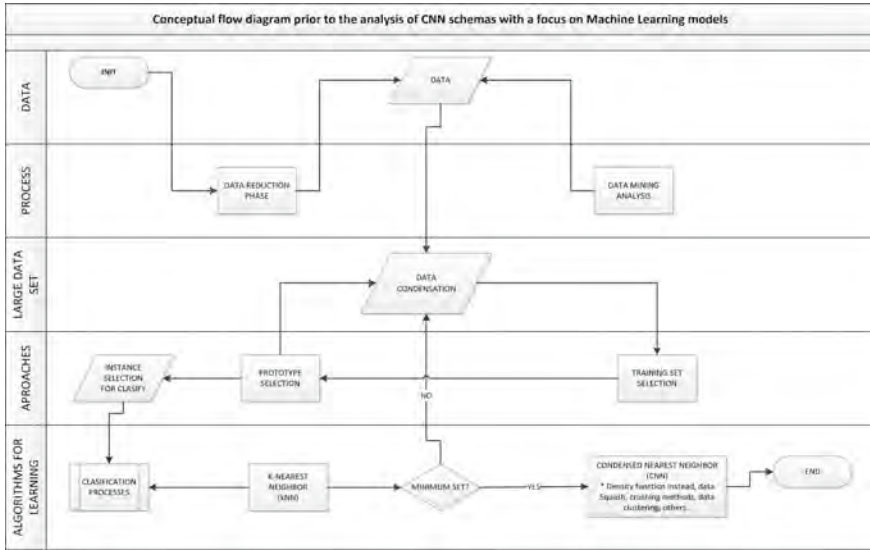 Conceptual flow diagram prior to the analysis of CNN schemas with a focus on Machine Learning models
DATA
INIT
DATA
PROCESS
DATA REDUCTION
PHASE
DATA MINING
ANALYSIS
LARGE DATA
SET
DATA
CONDENSATION
APROACHES
INSTANCE
SELECTION
FOR CLASIFY
PROTOTYPE
SELECTION
TRAINING SET
SELECTION
NO
ALGORITHMS FOR
LEARNING
CLASIFICATION
PROCESSES
K-NEAREST
NEIGHBOR
(kNN)
MINIMUM SET?
YES
CONDENSED NEAREST NEIGHBOR
(CNN)
* Density function instead, data
Squash, crushing methods, data
clustering, others
END